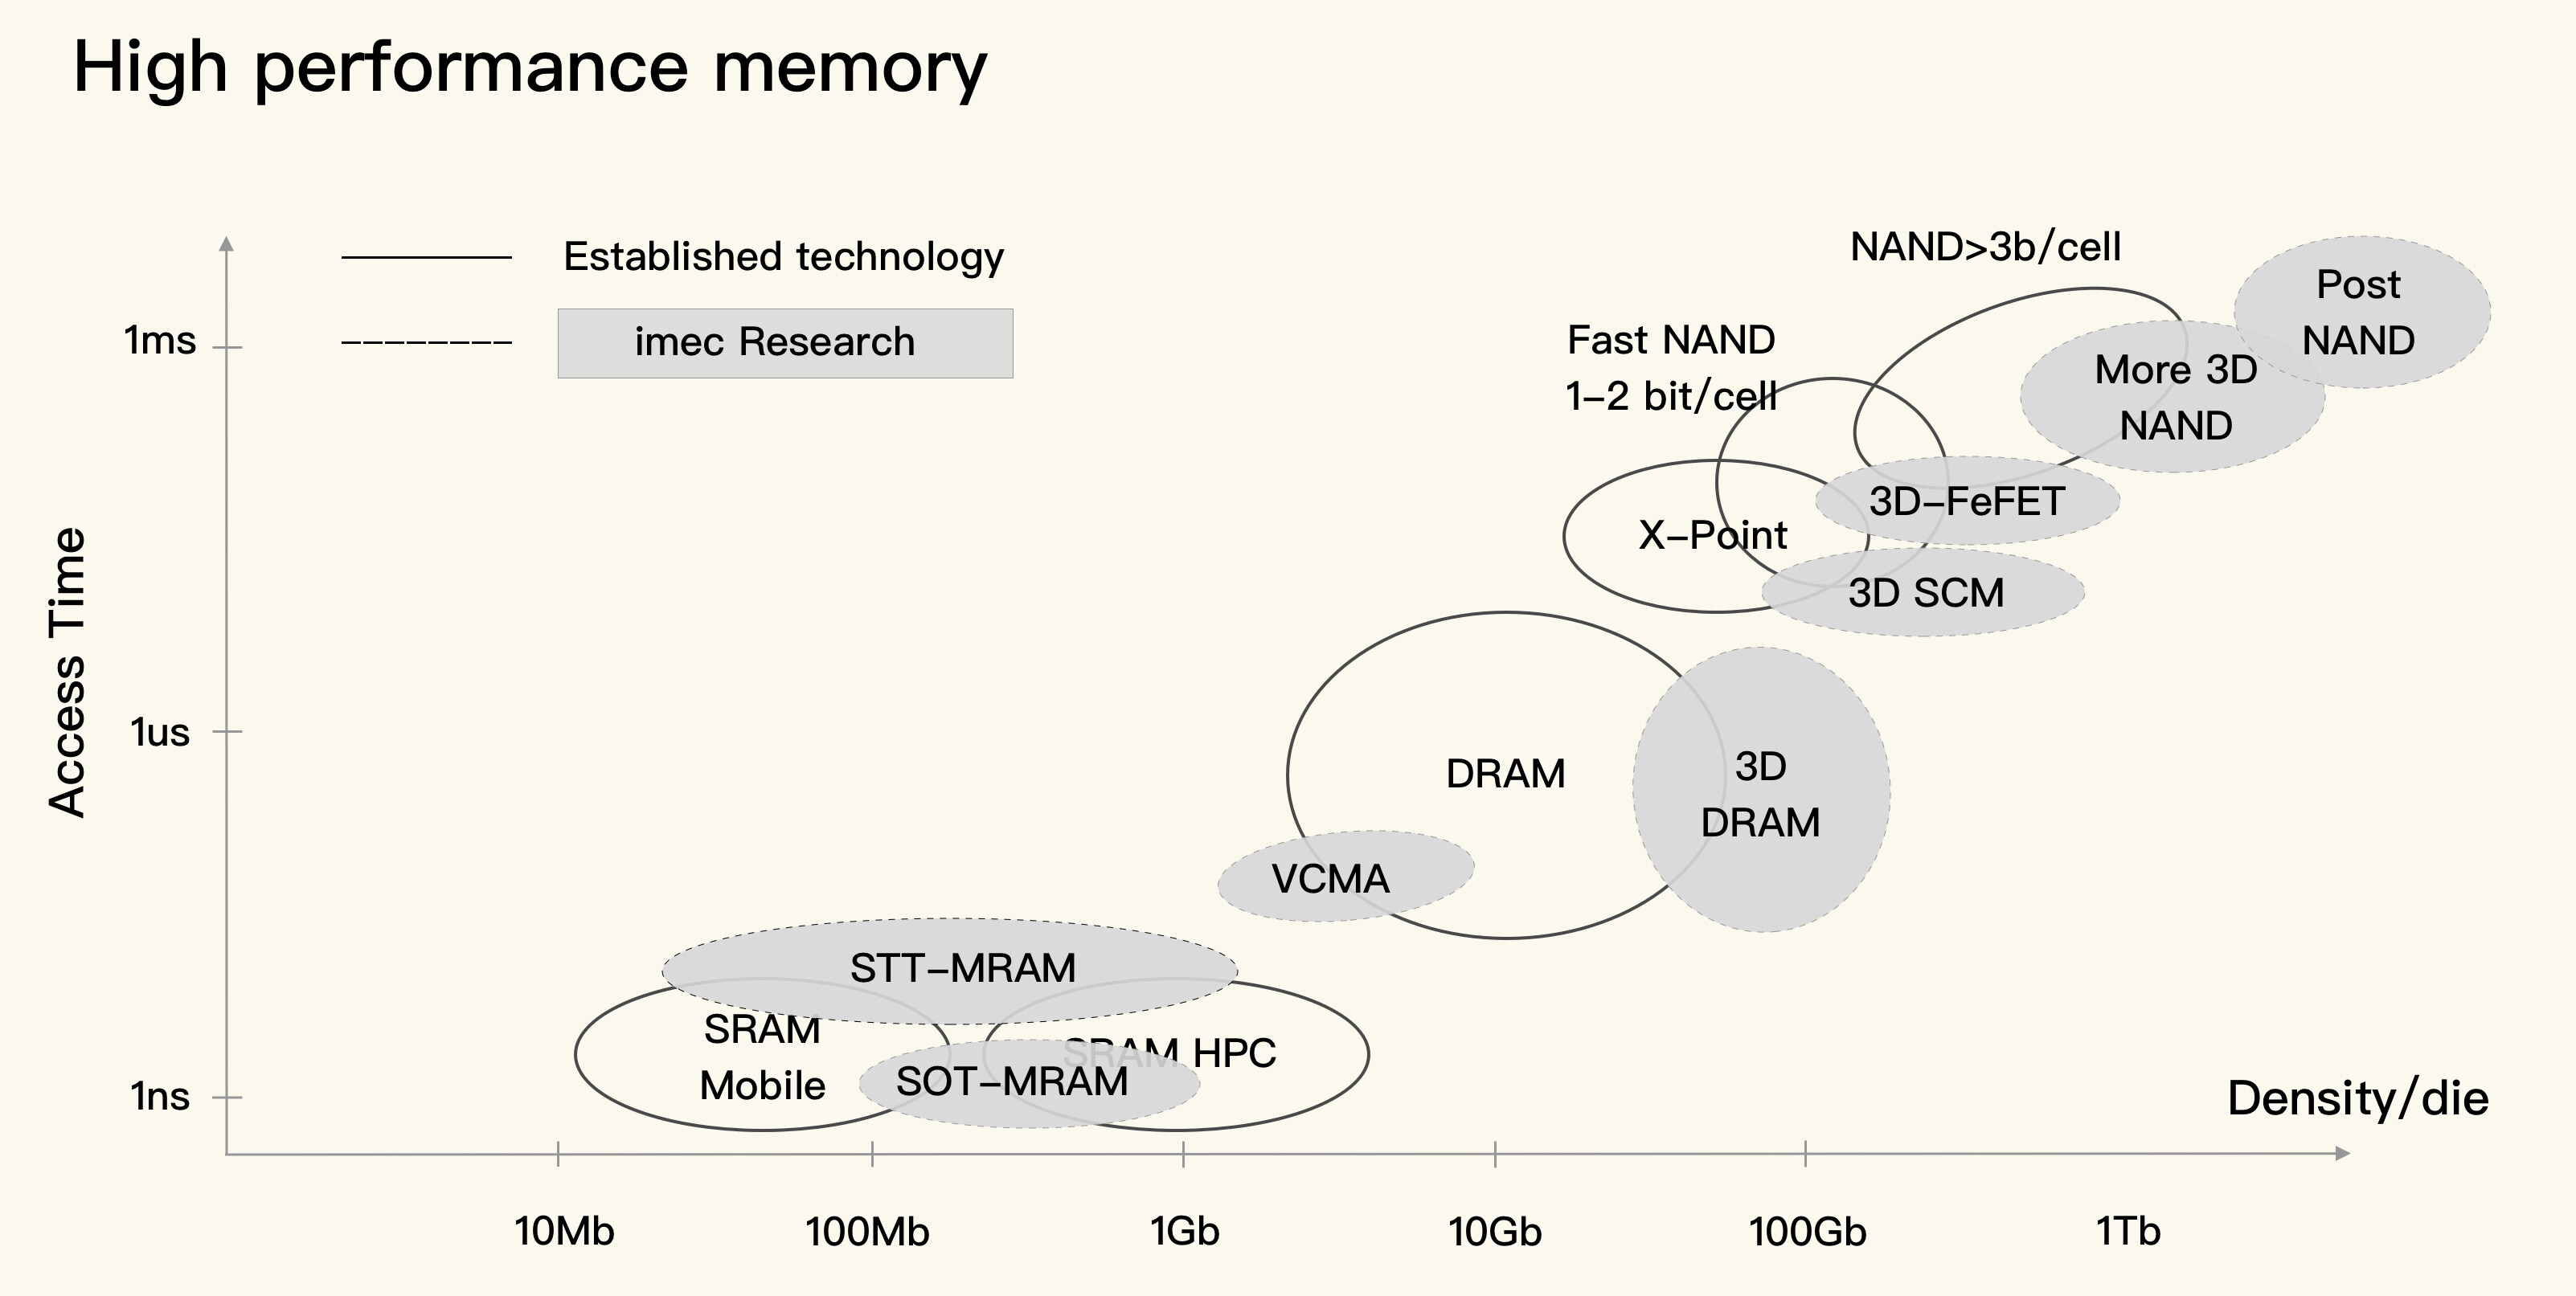 High performance memory
Established technology
imec Research
NAND>3b/cell
Post
NAND
Fast NAND
1–2 bit/cell
More 3D
NAND
3D–FeFET
X–Point
3D SCM
DRAM
3D
DRAM
VCMA
STT–MRAM
SRAM
Mobile
SRAM HPC
SOT–MRAM
Access Time
1ms
1us
1ns
Density/die
10Mb
100Mb
1Gb
10Gb
100Gb
1Tb